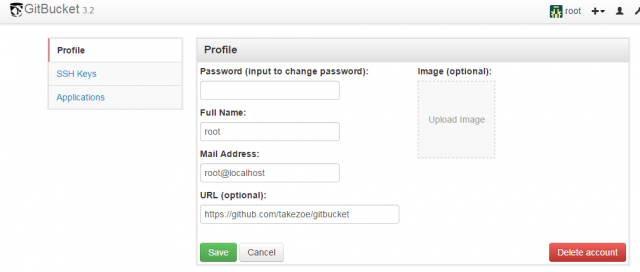 GitBucket 3.2
root
Profile
SSH Keys
Applications
Profile
Password (input to change password):
Image (optional):
Upload Image
Full Name:
root
Mail Address:
root@localhost
URL (optional):
https://github.com/takezoe/gitbucket
Save
Cancel
Delete account